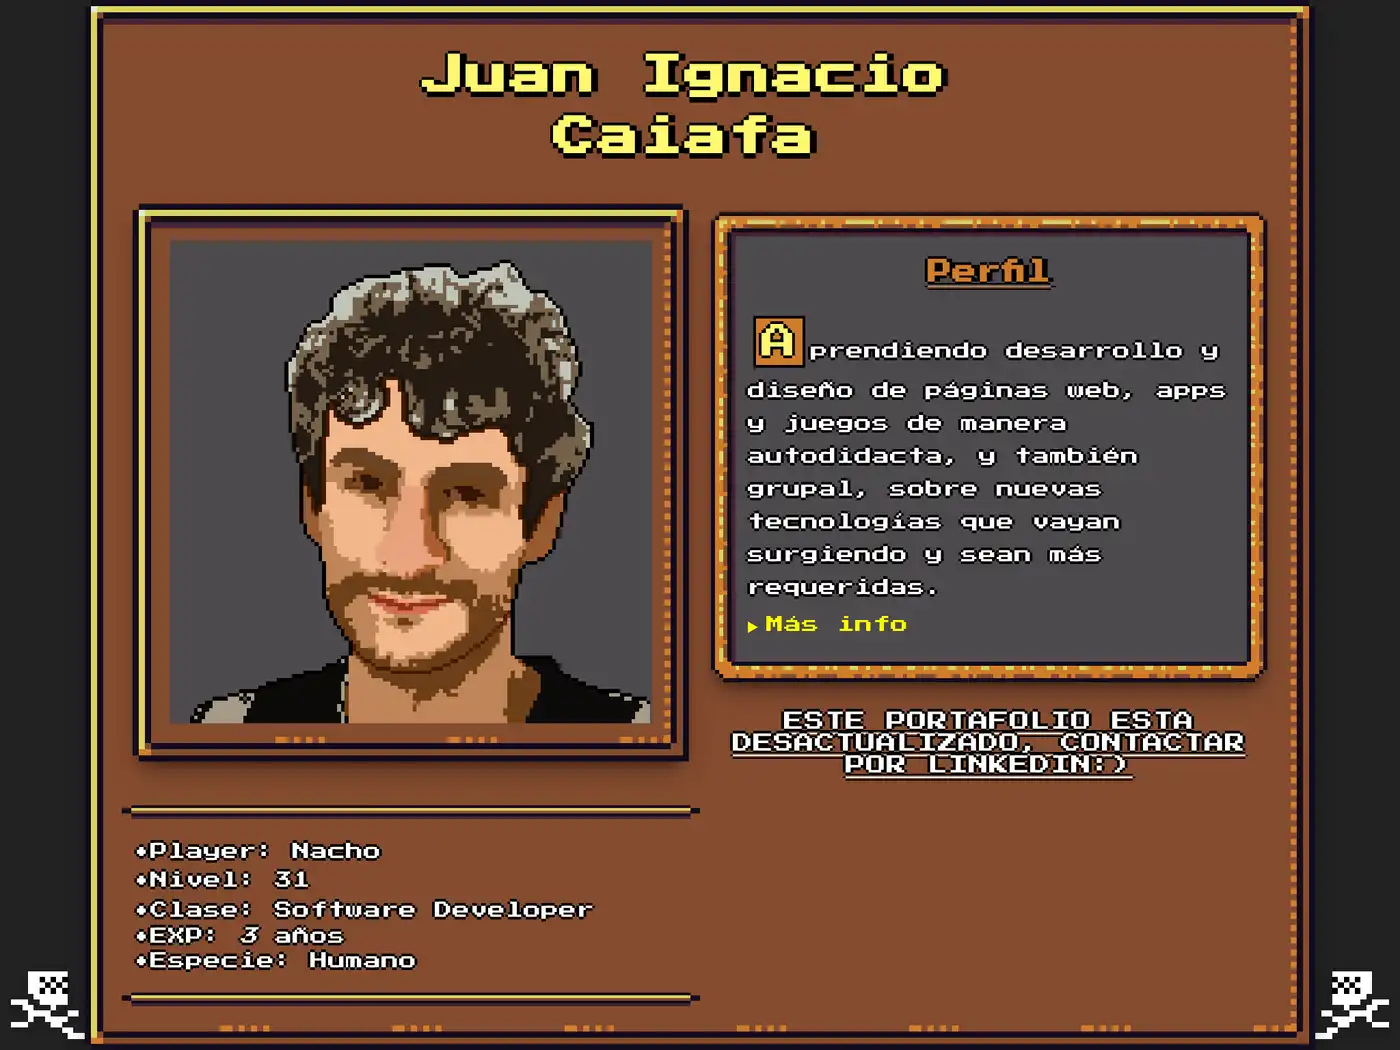 Juan Ignacio
Caiafa
Perfil
Aprendiendo desarrollo y
diseño de páginas web, apps
y juegos de manera
autodidacta, y también
grupal, sobre nuevas
tecnologías que vayan
surgiendo y sean más
requeridas.
▸Más info
ESTE PORTAFOLIO ESTA
DESACTUALIZADO, CONTACTAR
POR LINKEDIN:)
•Player: Nacho
•Nivel: 31
•Clase: Software Developer
•EXP: 3 años
•Especie: Humano